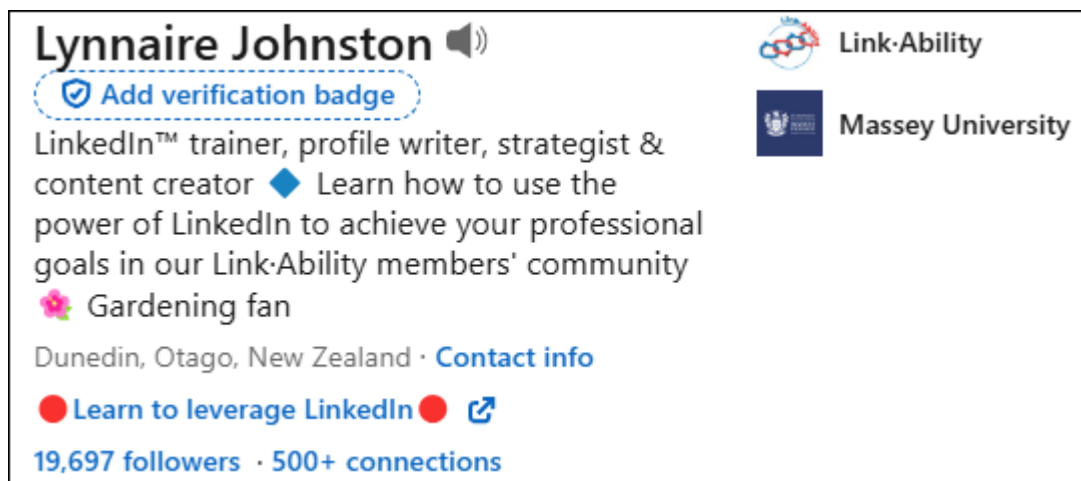 Lynnaire Johnston
Add verification badge
LinkedIn™ trainer, profile writer, strategist &
content creator 🔷 Learn how to use the
power of LinkedIn to achieve your professional
goals in our Link·Ability members' community
🌺 Gardening fan
Dunedin, Otago, New Zealand · Contact info
🔴Learn to leverage LinkedIn🔴
19,697 followers · 500+ connections
Link·Ability
Massey University